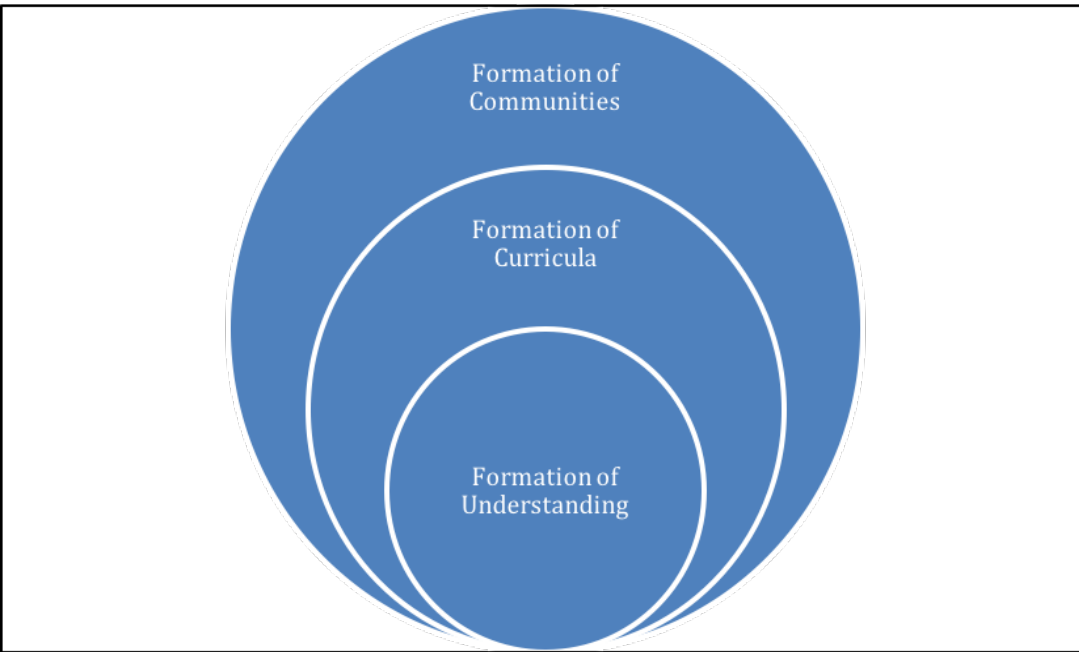 Formation of
Communities
Formation of
Curricula
Formation of
Understanding